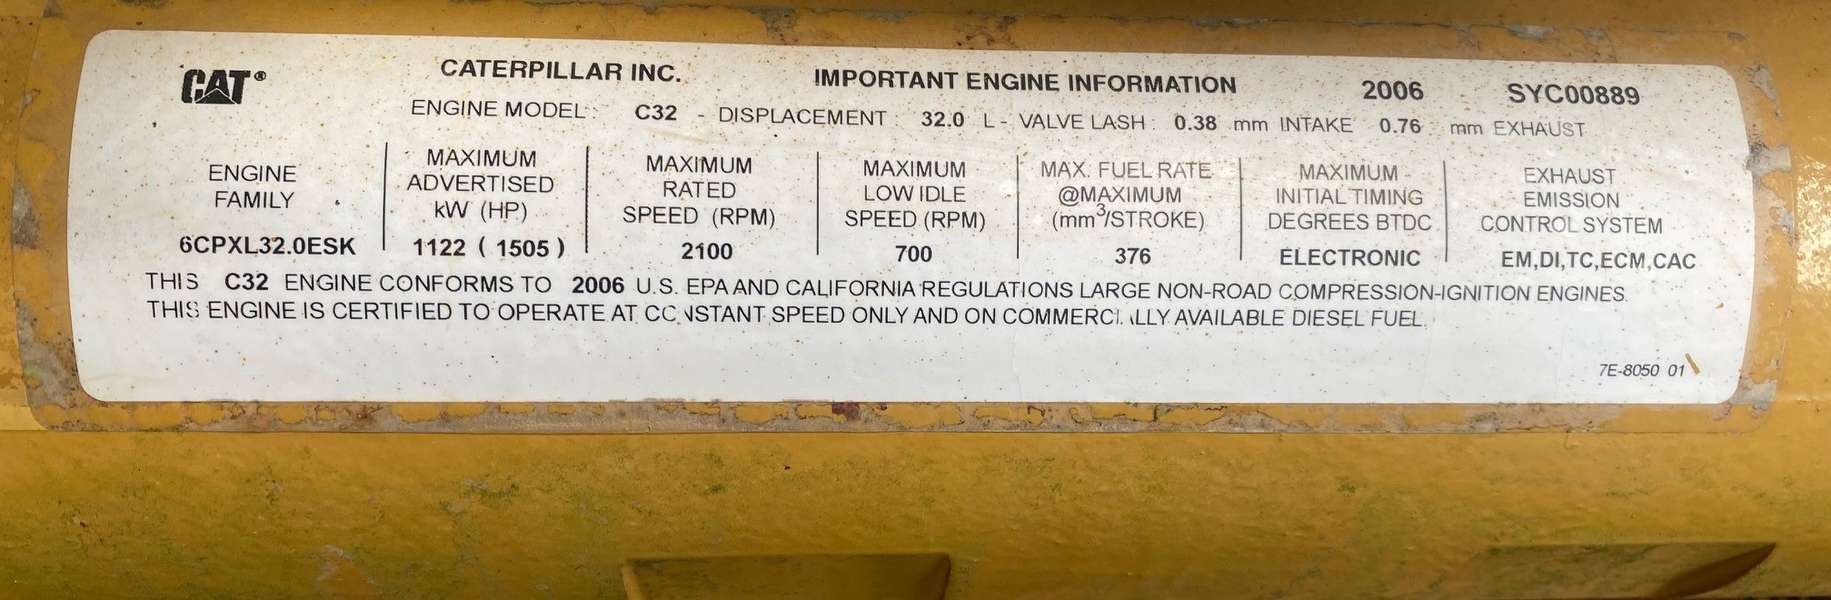 CAT® CATERPILLAR INC. IMPORTANT ENGINE INFORMATION 2006 SYC00889
ENGINE MODEL: C32 - DISPLACEMENT: 32.0 L - VALVE LASH: 0.38 mm INTAKE 0.76 mm EXHAUST
ENGINE
FAMILY
6CPXL32.0ESK
MAXIMUM
ADVERTISED
kW (HP)
1122 ( 1505 )
MAXIMUM
RATED
SPEED (RPM)
2100
MAXIMUM
LOW IDLE
SPEED (RPM)
700
MAX. FUEL RATE
@MAXIMUM
(mm³/STROKE)
376
MAXIMUM
INITIAL TIMING
DEGREES BTDC
ELECTRONIC
EXHAUST
EMISSION
CONTROL SYSTEM
EM,DI,TC,ECM,CAC
THIS C32 ENGINE CONFORMS TO 2006 U.S. EPA AND CALIFORNIA REGULATIONS LARGE NON-ROAD COMPRESSION-IGNITION ENGINES.
THIS ENGINE IS CERTIFIED TO OPERATE AT CONSTANT SPEED ONLY AND ON COMMERCIALLY AVAILABLE DIESEL FUEL.
7E-8050 01